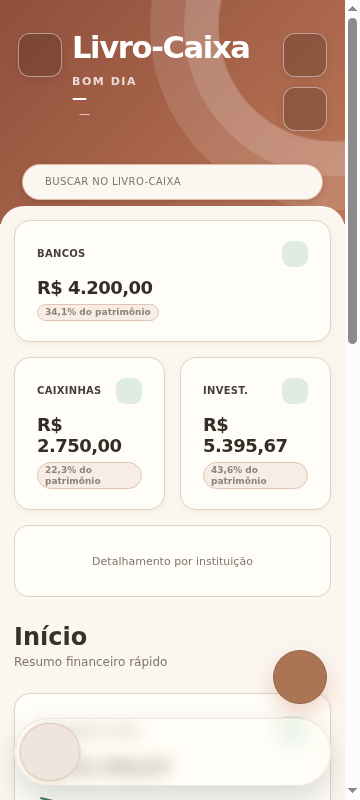 Livro-Caixa
BOM DIA
—
—
BUSCAR NO LIVRO-CAIXA
BANCOS
R$ 4.200,00
34,1% do patrimônio
CAIXINHAS
R$
2.750,00
22,3% do
patrimônio
INVEST.
R$
5.395,67
43,6% do
patrimônio
Detalhamento por instituição
Início
Resumo financeiro rápido